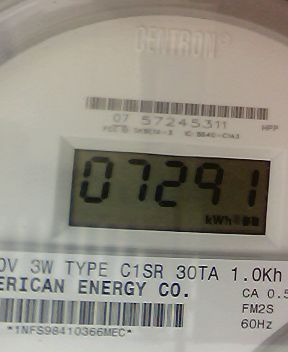 CENTRON®
07 57245311
HPP
07291
kWh
0V 3W TYPE C1SR 30TA 1.0Kh
ERICAN ENERGY CO.
CA 0.5
FM2S
60Hz
*1NFS98410366MEC*